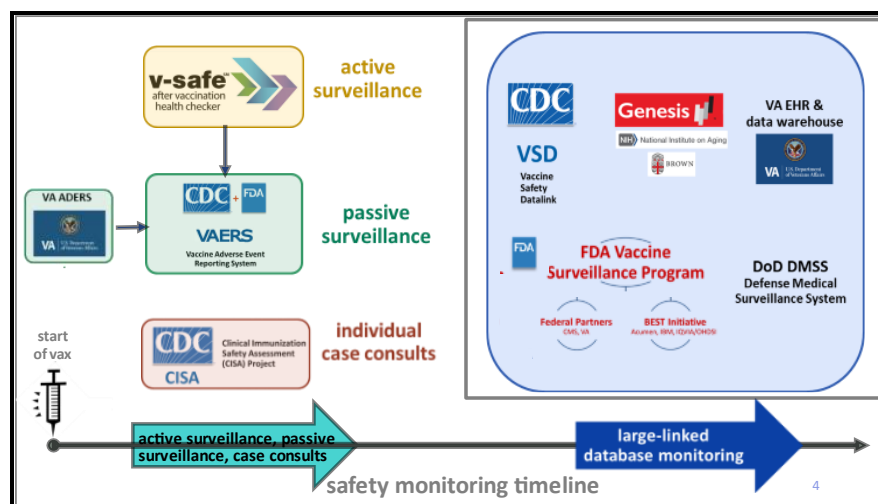 v-safe℠
after vaccination
health checker
active
surveillance
VA ADERS
VA
U.S. Department
of Veterans Affairs
CDC + FDA
VAERS
Vaccine Adverse Event
Reporting System
passive
surveillance
CDC
Clinical Immunization
Safety Assessment
(CISA) Project
CISA
individual
case consults
start
of vax
CDC
VSD
Vaccine
Safety
Datalink
Genesis
NIH National Institute on Aging
BROWN
VA EHR &
data warehouse
VA
U.S. Department
of Veterans Affairs
FDA
FDA Vaccine
Surveillance Program
Federal Partners
CMS, VA
BEST Initiative
Acumen, IBM,
DoD DMSS
Defense Medical
Surveillance System
active surveillance, passive
surveillance, case consults
large-linked
database monitoring
safety monitoring timeline
4